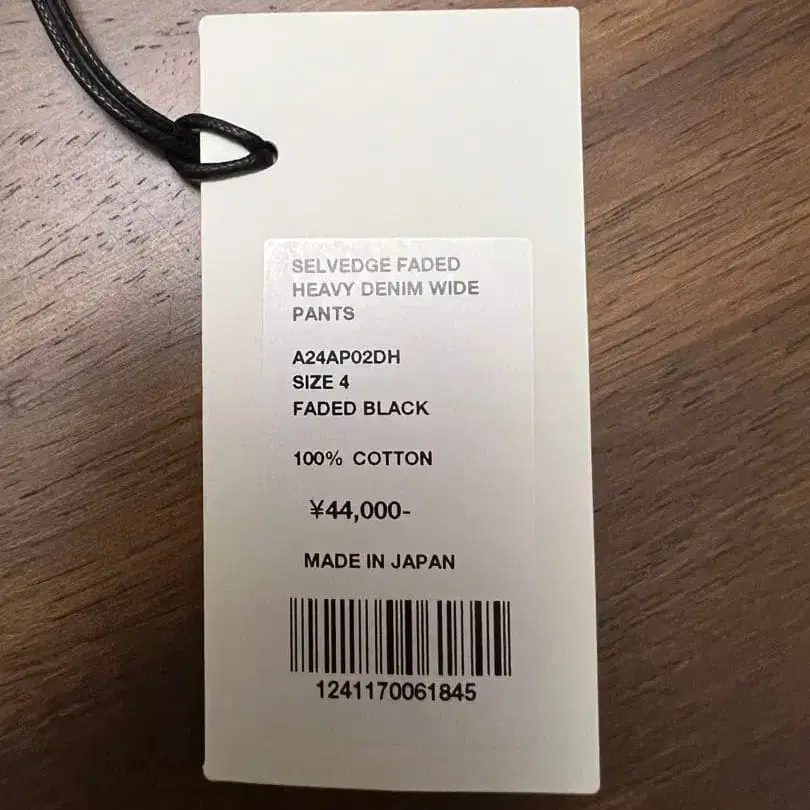 SELVEDGE FADED
HEAVY DENIM WIDE
PANTS
A24AP02DH
SIZE 4
FADED BLACK
100% COTTON
¥44,000-
MADE IN JAPAN
1241170061845